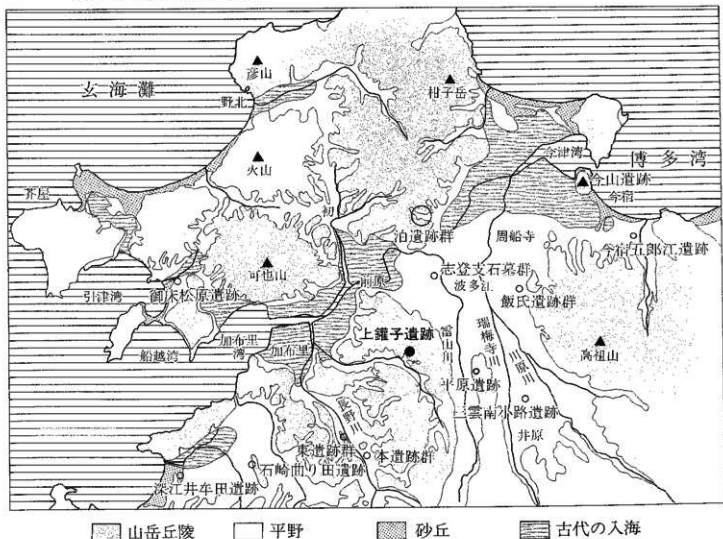 彦山
柑子岳
玄海灘
野北
今津湾
博多湾
火山
今山遺跡
今宿
芥屋
初
泊遺跡群
周船寺
今宿五郎江遺跡
可也山
前原
志登支石墓群
波多江
引津湾
御床松原遺跡
飯氏遺跡群
船越湾
加布里湾
加布里
上鑵子遺跡
雷山川
瑞梅寺川
川原川
高祖山
平原遺跡
三雲南小路遺跡
長野川
井原
東遺跡群
本遺跡群
石崎曲り田遺跡
深江井牟田遺跡
山岳丘陵
平野
砂丘
古代の入海